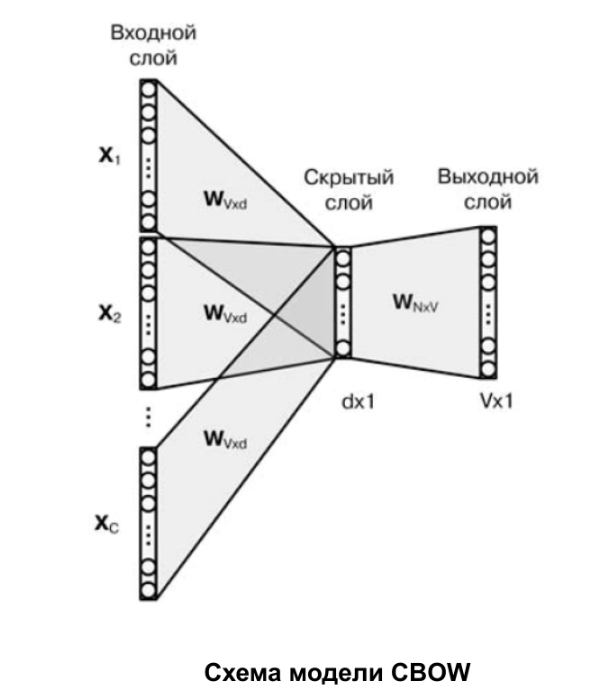 Входной
слой
X1
WVxd
Скрытый
слой
Выходной
слой
X2
WVxd
WNxV
dx1
Vx1
WVxd
XC
Схема модели CBOW